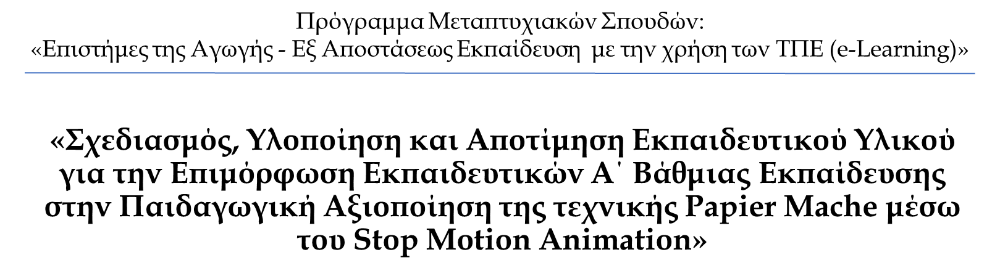 Πρόγραμμα Μεταπτυχιακών Σπουδών:
«Επιστήμες της Αγωγής - Εξ Αποστάσεως Εκπαίδευση με την χρήση των ΤΠΕ (e-Learning)»
«Σχεδιασμός, Υλοποίηση και Αποτίμηση Εκπαιδευτικού Υλικού
για την Επιμόρφωση Εκπαιδευτικών Α΄ Βάθμιας Εκπαίδευσης
στην Παιδαγωγική Αξιοποίηση της τεχνικής Papier Mache μέσω
του Stop Motion Animation»